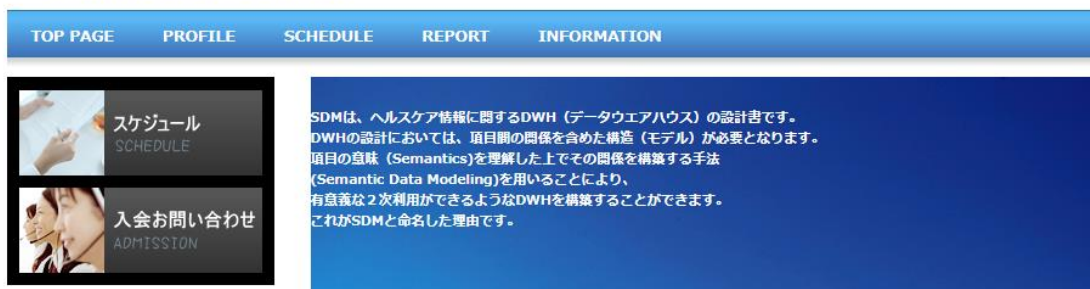 TOP PAGE PROFILE SCHEDULE REPORT INFORMATION
スケジュール
SCHEDULE
入会お問い合わせ
ADMISSION
SDMは、ヘルスケア情報に関するDWH（データウエアハウス）の設計書です。
DWHの設計においては、項目間の関係を含めた構造（モデル）が必要となります。
項目の意味（Semantics)を理解した上でその関係を構築する手法
(Semantic Data Modeling)を用いることにより、
有意義な２次利用ができるようなDWHを構築することができます。
これがSDMと命名した理由です。